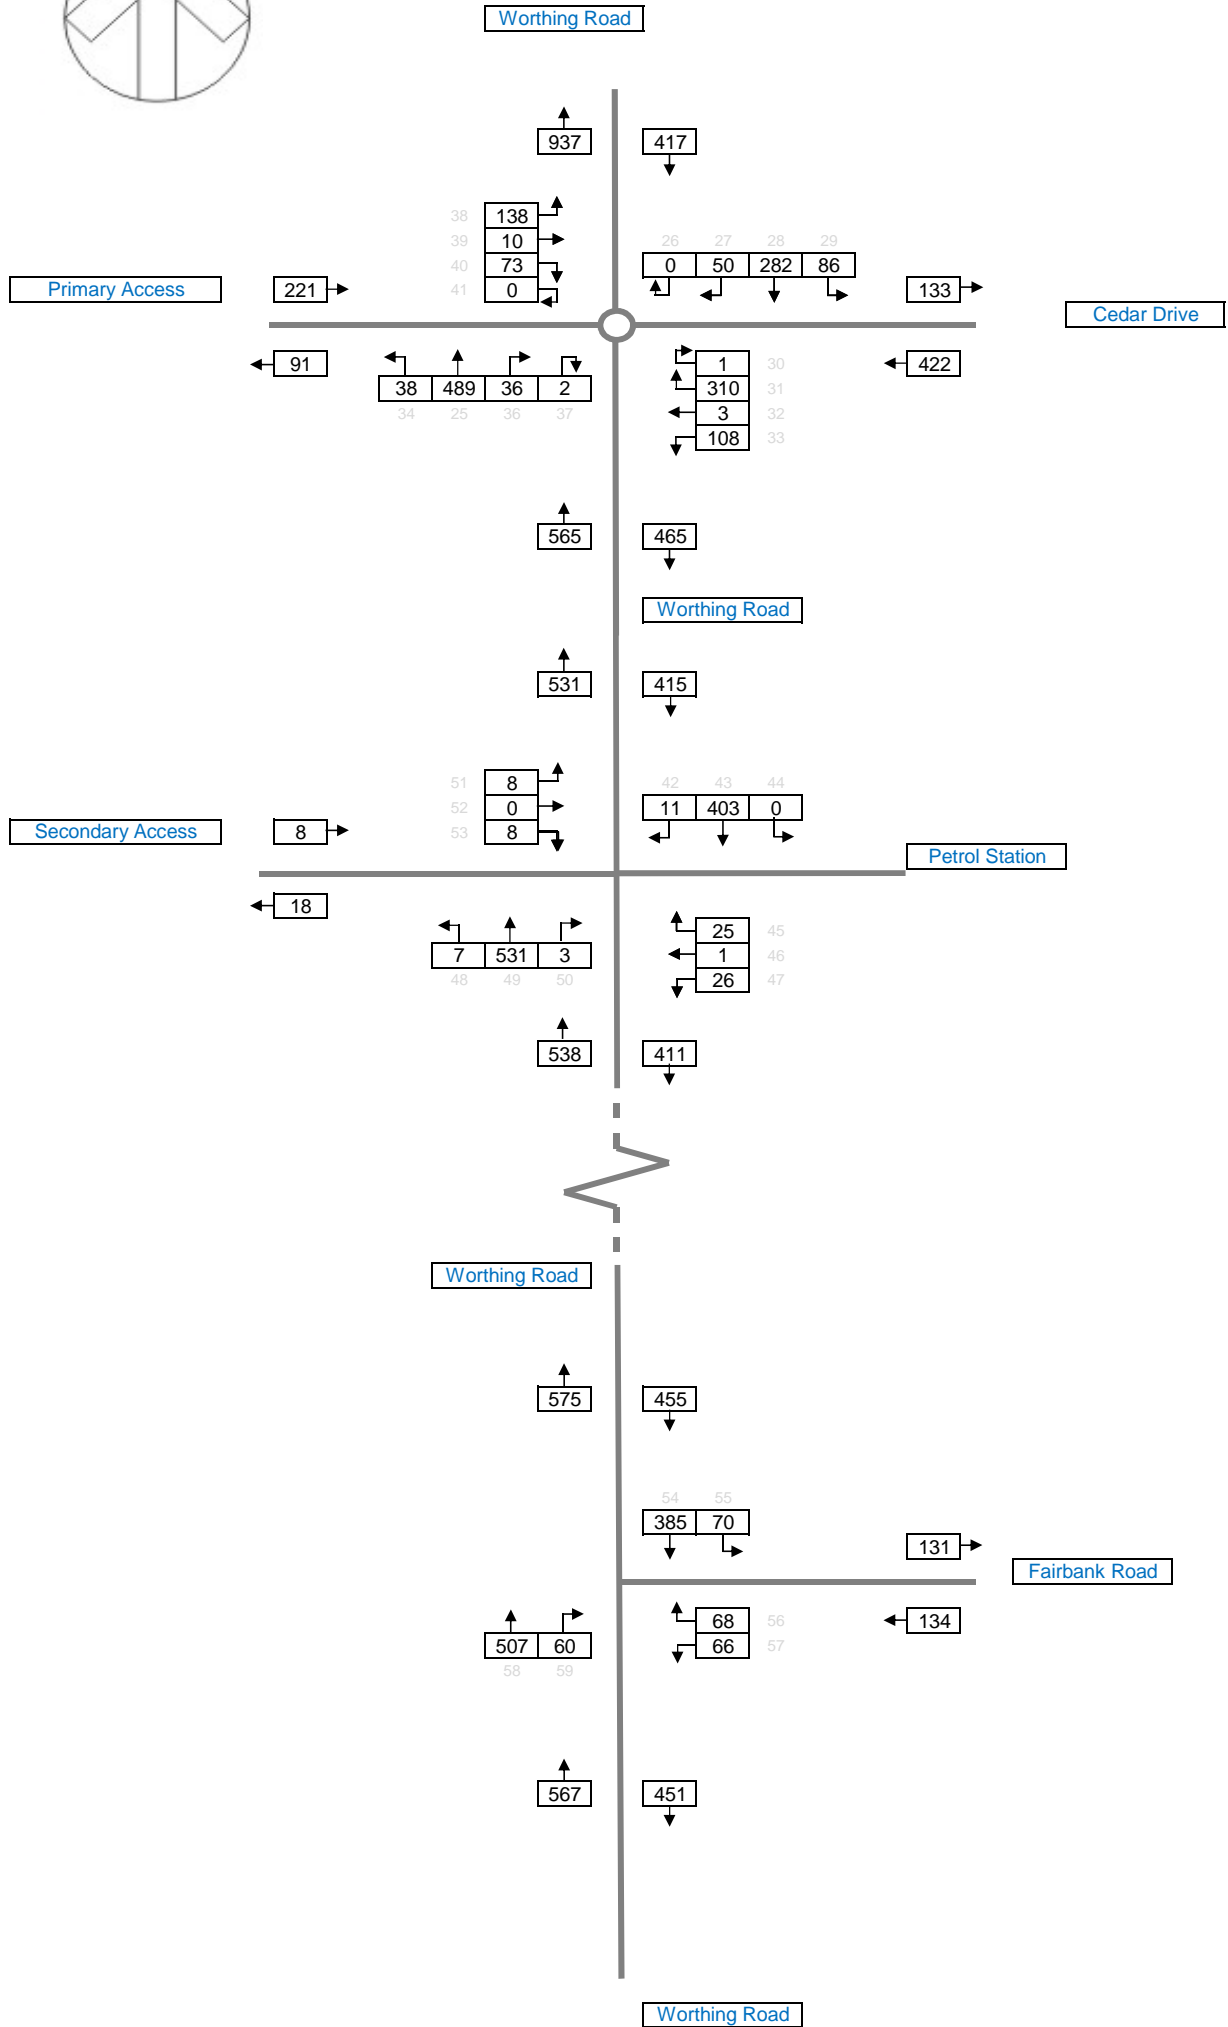 Worthing Road
937 417
38 138
39 10
40 73
41 0
26 27 28 29
0 50 282 86
Primary Access 221
133
Cedar Drive
91
38 489 36 2
34 25 36 37
1 30
310 31
3 32
108 33
422
565 465
Worthing Road
531 415
51 8
52 0
53 8
42 43 44
11 403 0
Secondary Access 8
Petrol Station
18
7 531 3
48 49 50
25 45
1 46
26 47
538 411
Worthing Road
575 455
54 55
385 70
131
Fairbank Road
507 60
58 59
68 56
66 57
134
567 451
Worthing Road